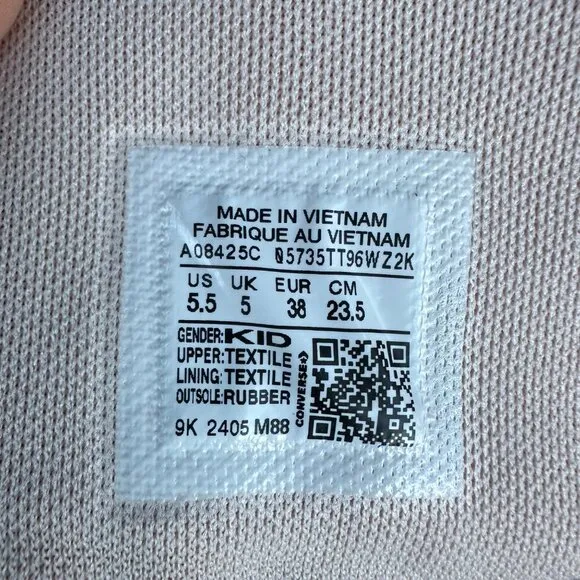 MADE IN VIETNAM
FABRIQUE AU VIETNAM
A08425C 05735TT96WZ2K
US UK EUR CM
5.5 5 38 23.5
GENDER:KID
UPPER:TEXTILE
LINING:TEXTILE
OUTSOLE:RUBBER
CONVERSE
9K 2405 M88